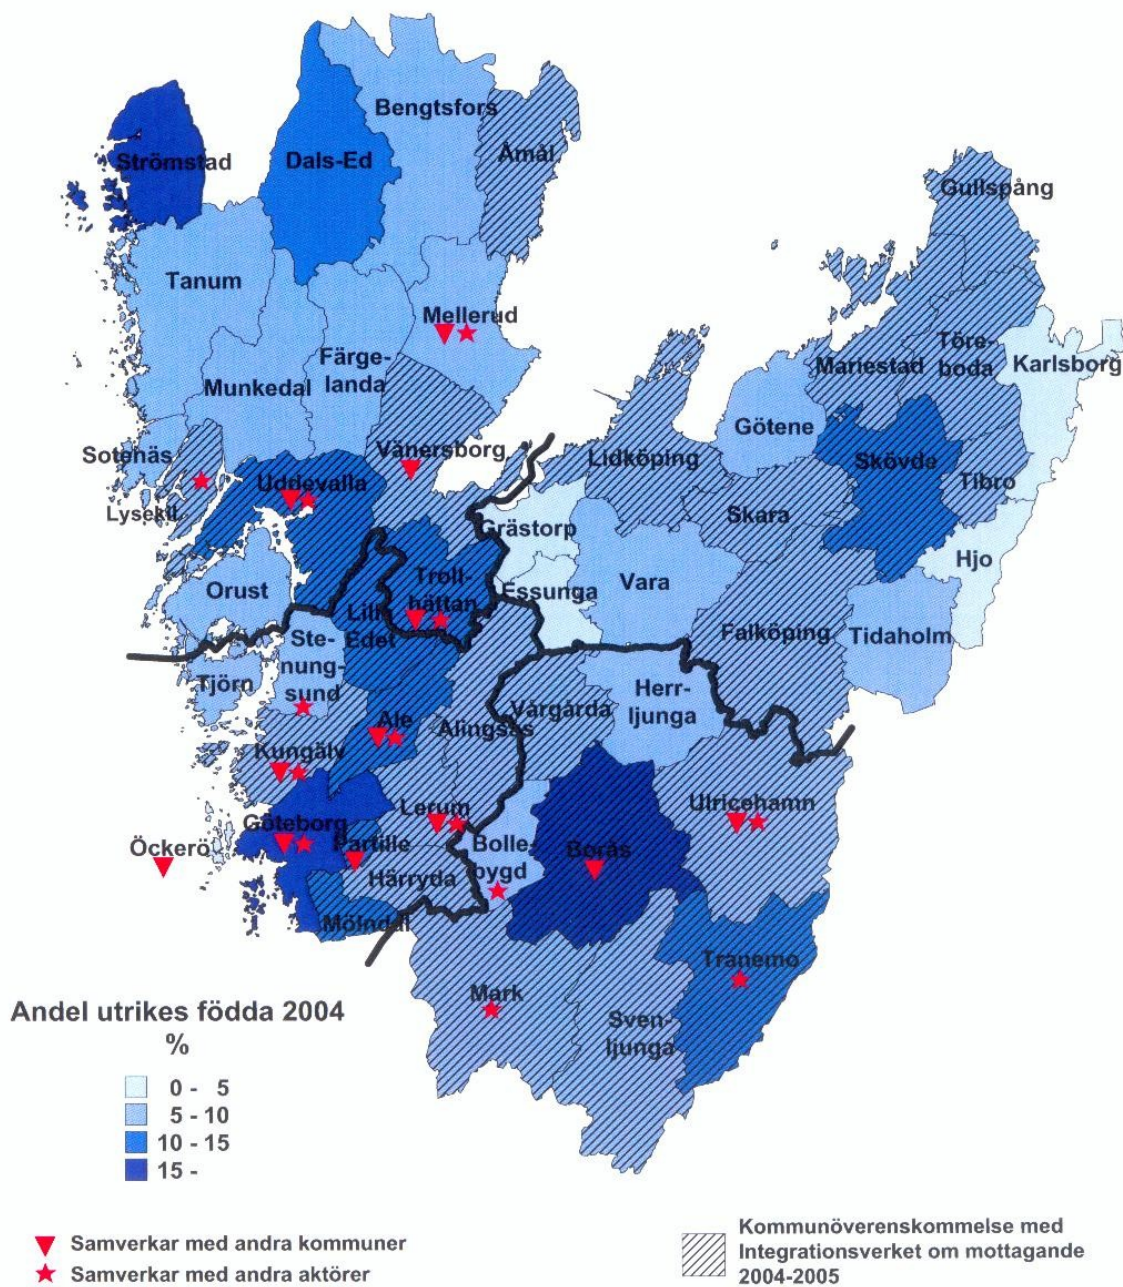 Bengtsfors
Åmål
Strömstad
Dals-Ed
Gullspång
Tanum
Mellerud
Töre-
boda
Karlsborg
Mariestad
Färge-
landa
Munkedal
Götene
Sotenäs
Vänersborg
Lidköping
Skövde
Uddevalla
Tibro
Lysekil
Skara
Grästorp
Hjo
Orust
Troll-
hättan
Essunga
Vara
Lilla
Edet
Falköping
Tidaholm
Ste-
nung-
sund
Tjörn
Herr-
ljunga
Vårgårda
Alingsås
Ale
Kungälv
Ulricehamn
Lerum
Göteborg
Öckerö
Partille
Bolle-
bygd
Borås
Härryda
Mölndal
Tranemo
Mark
Sven-
ljunga
Andel utrikes födda 2004
%
0 - 5
5 - 10
10 - 15
15 -
Samverkar med andra kommuner
Samverkar med andra aktörer
Kommunöverenskommelse med
Integrationsverket om mottagande
2004-2005